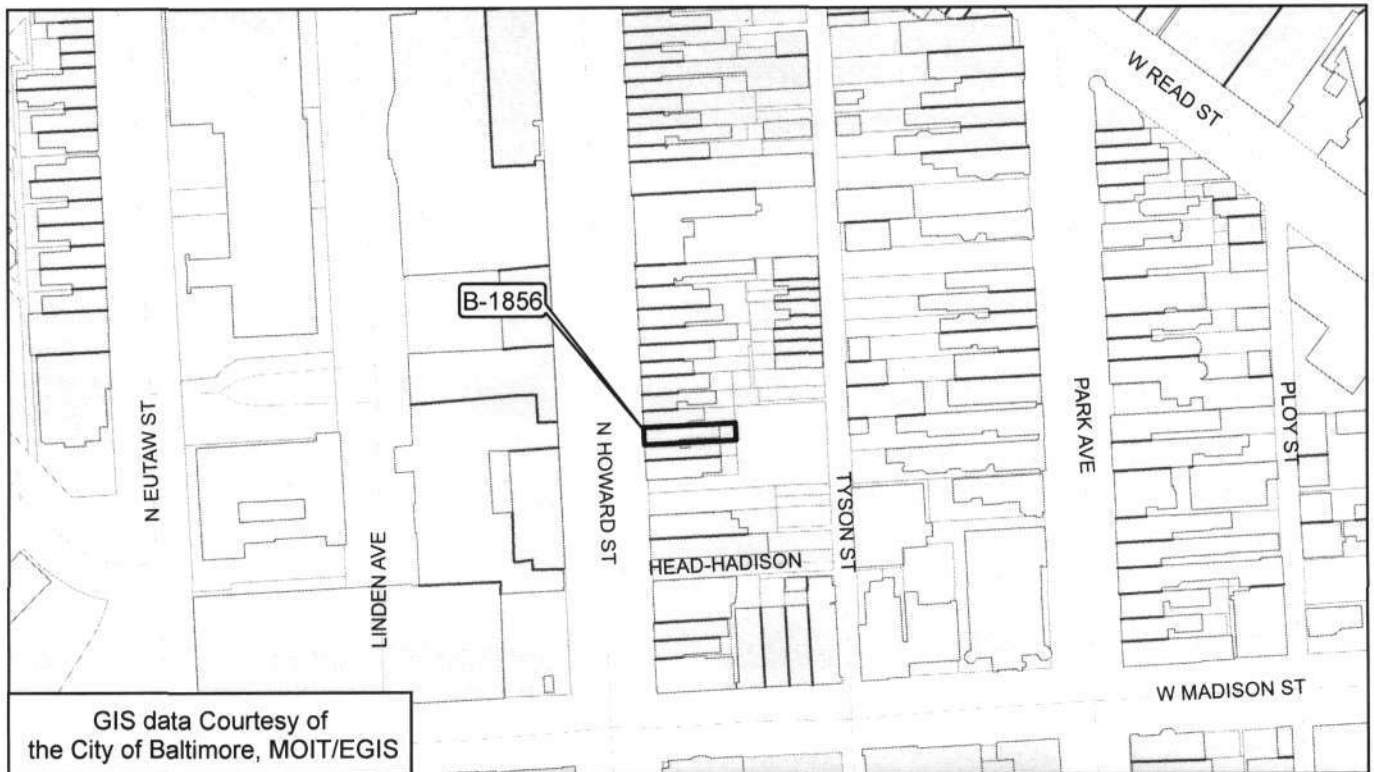 W READ ST
B-1856
N EUTAW ST
LINDEN AVE
N HOWARD ST
HEAD-HADISON
TYSON ST
PARK AVE
PLOY ST
W MADISON ST
GIS data Courtesy of
the City of Baltimore, MOIT/EGIS